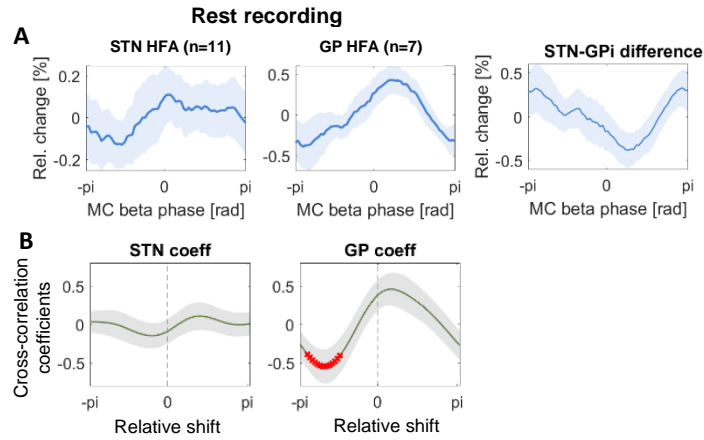 Rest recording
A
STN HFA (n=11)
GP HFA (n=7)
STN-GPi difference
Rel. change [%]
0.2
0
-0.2
-pi
0
pi
MC beta phase [rad]
Rel. change [%]
0.5
0
-0.5
-pi
0
pi
MC beta phase [rad]
Rel. change [%]
0.5
0
-0.5
-pi
0
pi
MC beta phase [rad]
B
STN coeff
GP coeff
Cross-correlation
coefficients
0.5
0
-0.5
-pi
pi
Relative shift
0.5
0
-0.5
-pi
0
pi
Relative shift